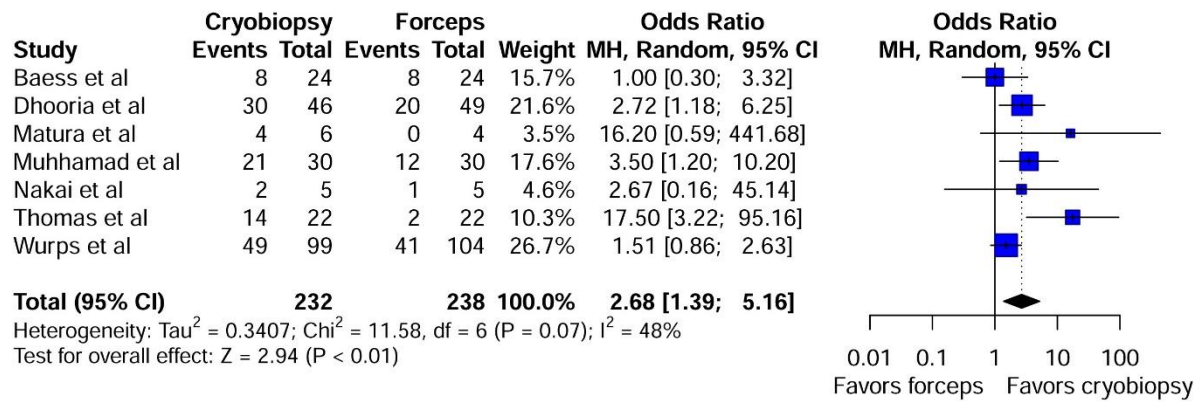 Cryobiopsy Forceps Odds Ratio Odds Ratio
Study Events Total Events Total Weight MH, Random, 95% CI MH, Random, 95% CI
Baess et al 8 24 8 24 15.7% 1.00 [0.30; 3.32]
Dhooria et al 30 46 20 49 21.6% 2.72 [1.18; 6.25]
Matura et al 4 6 0 4 3.5% 16.20 [0.59; 441.68]
Muhhamad et al 21 30 12 30 17.6% 3.50 [1.20; 10.20]
Nakai et al 2 5 1 5 4.6% 2.67 [0.16; 45.14]
Thomas et al 14 22 2 22 10.3% 17.50 [3.22; 95.16]
Wurps et al 49 99 41 104 26.7% 1.51 [0.86; 2.63]
Total (95% CI) 232 238 100.0% 2.68 [1.39; 5.16]
Heterogeneity: Tau² = 0.3407; Chi² = 11.58, df = 6 (P = 0.07); I² = 48%
Test for overall effect: Z = 2.94 (P < 0.01)
0.01 0.1 1 10 100
Favors forceps Favors cryobiopsy